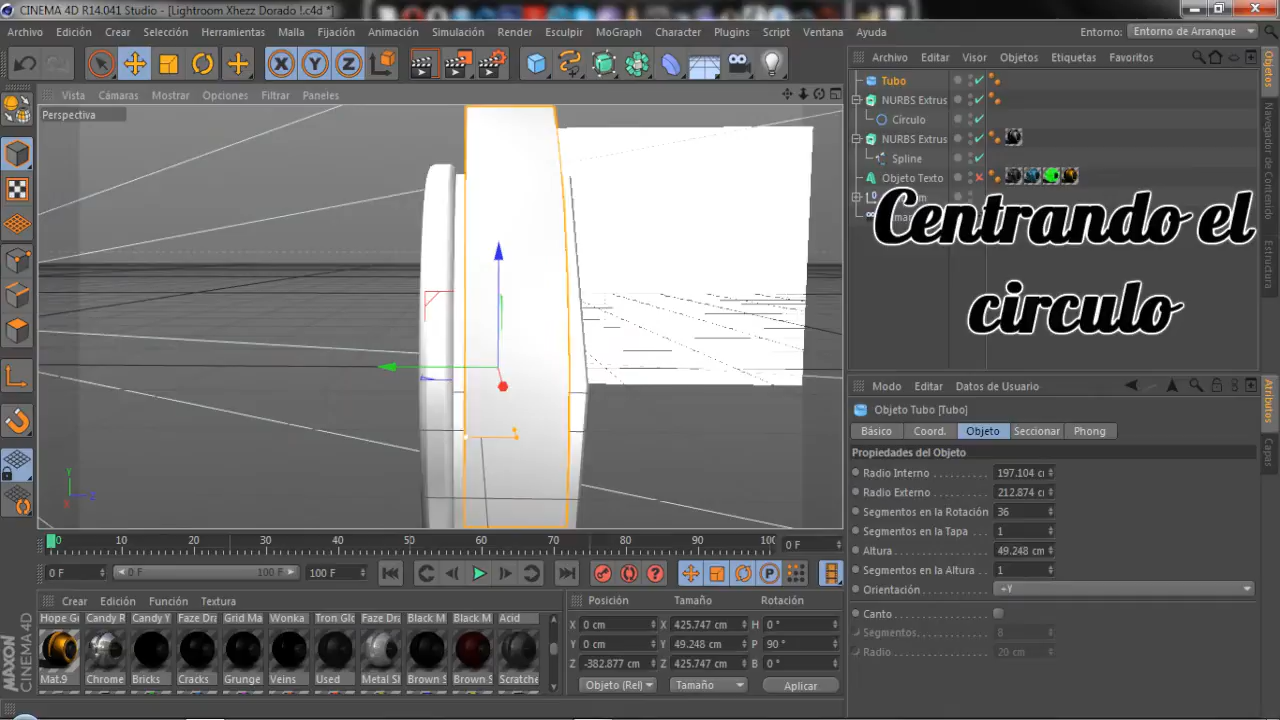 CINEMA 4D R14.041 Studio - [Lightroom Xhezz Dorado !.c4d *]
Archivo Edición Crear Selección Herramientas Malla Fijación Animación Simulación Render Esculpir MoGraph Character Plugins Script Ventana Ayuda Entorno: Entorno de Arranque
X Y Z
Archivo Editar Visor Objetos Etiquetas Favoritos
Vista Cámaras Mostrar Opciones Filtrar Paneles
Perspectiva
Tubo
NURBS Extrus
Círculo
NURBS Extrus
Spline
Objeto Texto
Centrando el
circulo
Objetos
Navegador de Contenido
Estructura
Modo Editar Datos de Usuario
Objeto Tubo [Tubo]
Básico Coord. Objeto Seccionar Phong
Propiedades del Objeto
Radio Interno 197.104 c
Radio Externo 212.874 c
Segmentos en la Rotación 36
Segmentos en la Tapa 1
Altura 49.248 cm
Segmentos en la Altura 1
Orientación +Y
Canto
Segmentos 8
Radio 20 cm
Atributos
Capas
Y
0 10 20 30 40 50 60 70 80 90 100 0 F
0 F 0 F 100 F 100 F
Crear Edición Función Textura
Hope G Candy R Candy Y Faze Dra Grid Ma Wonka Tron Glo Faze Dra Black M Black M Acid
Mat.9 Chrome Bricks Cracks Grunge Veins Used Metal S Brown S Brown S Scratche
Posición Tamaño Rotación
X 0 cm X 425.747 cm H 0 °
Y 0 cm Y 49.248 cm P 90 °
Z -382.877 cm Z 425.747 cm B 0 °
Objeto (Rel) Tamaño Aplicar
MAXON
CINEMA 4D